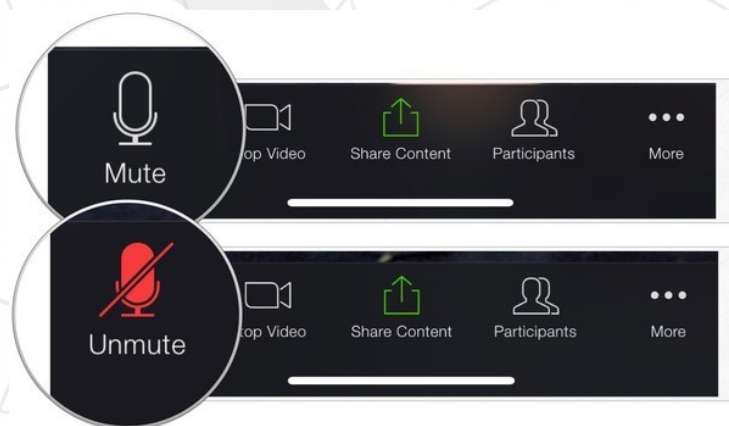 Mute
op Video
Share Content
Participants
More
Unmute
op Video
Share Content
Participants
More